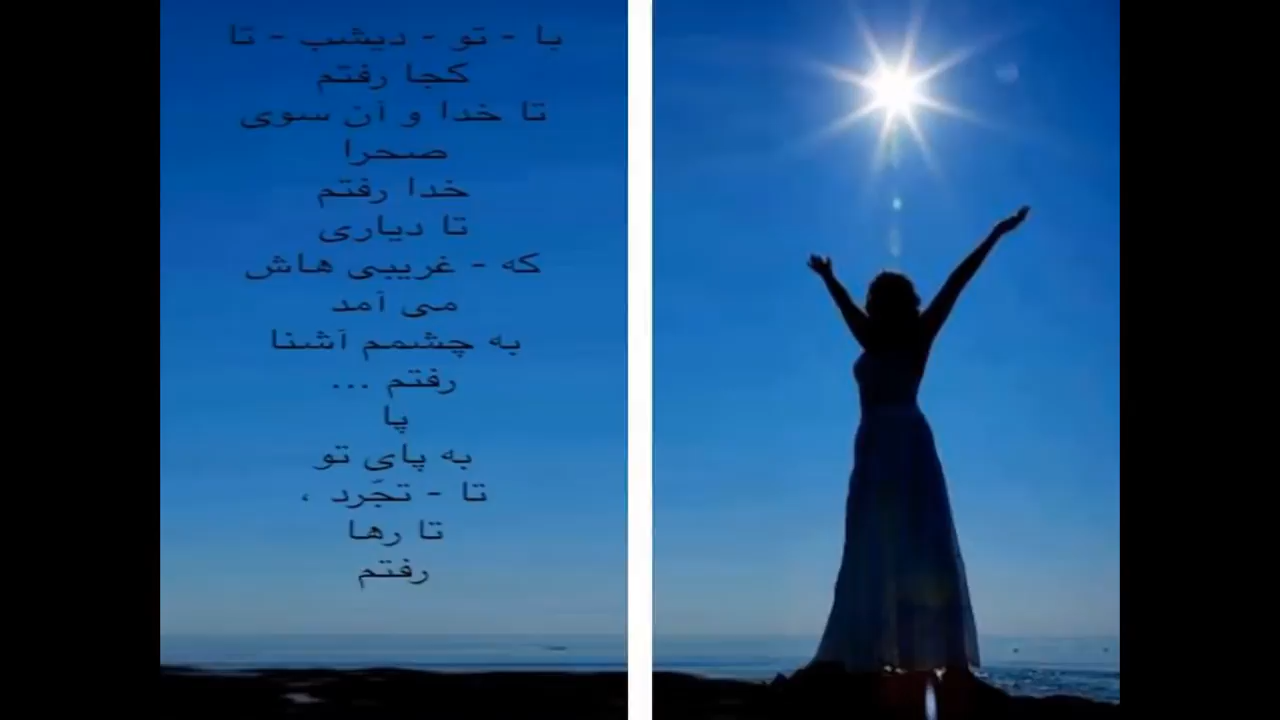 با - تو - دیشب - تا
کجا رفتم
تا خدا و آن سوی
صحرا
خدا رفتم
تا دیاری
که - غریبی هاش
می آمد
به چشمم آشنا
رفتم ...
پا
به پای تو
تا - تجّرد ،
تا رها
رفتم